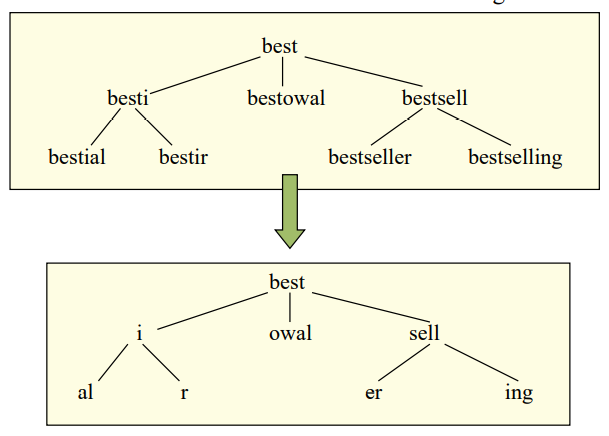 best
besti bestowal bestsell
bestial bestir bestseller bestselling
best
i owal sell
al r er ing